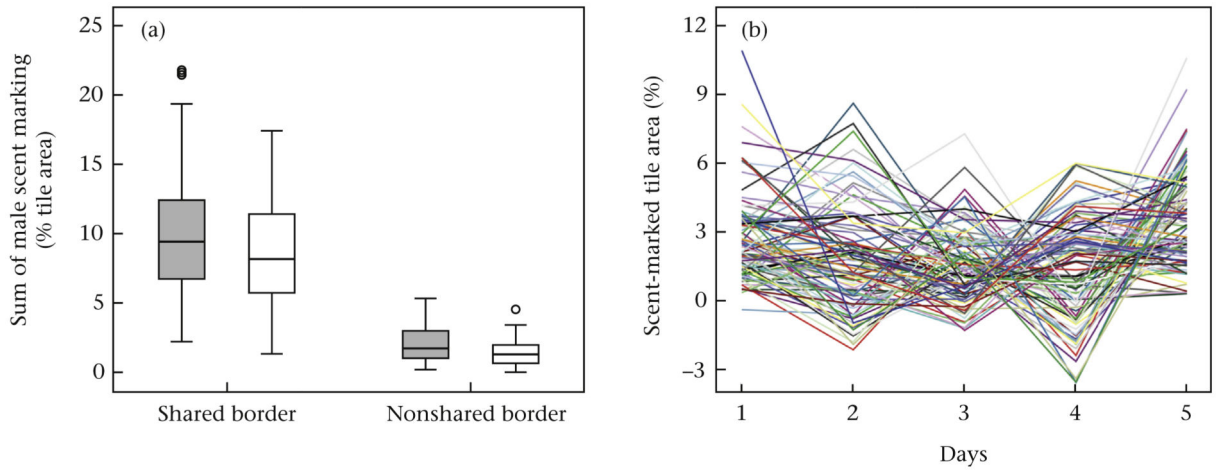 (a)
Sum of male scent marking
(% tile area)
25
20
15
10
5
0
Shared border
Nonshared border
(b)
Scent-marked tile area (%)
12
9
6
3
0
–3
1
2
3
4
5
Days